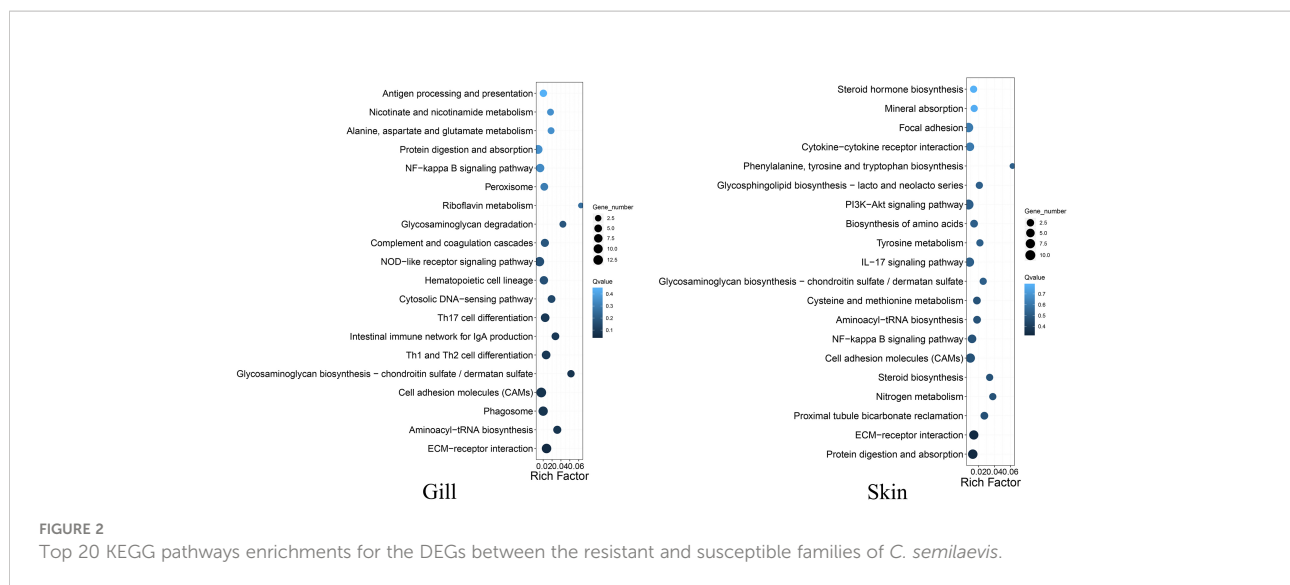 Antigen processing and presentation
Nicotinate and nicotinamide metabolism
Alanine, aspartate and glutamate metabolism
Protein digestion and absorption
NF−kappa B signaling pathway
Peroxisome
Riboflavin metabolism
Glycosaminoglycan degradation
Complement and coagulation cascades
NOD−like receptor signaling pathway
Hematopoietic cell lineage
Cytosolic DNA−sensing pathway
Th17 cell differentiation
Intestinal immune network for IgA production
Th1 and Th2 cell differentiation
Glycosaminoglycan biosynthesis − chondroitin sulfate / dermatan sulfate
Cell adhesion molecules (CAMs)
Phagosome
Aminoacyl−tRNA biosynthesis
ECM−receptor interaction
0.020.040.06
Rich Factor
Gene_number
2.5
5.0
7.5
10.0
12.5
Qvalue
0.4
0.3
0.2
0.1
Gill
Steroid hormone biosynthesis
Mineral absorption
Focal adhesion
Cytokine−cytokine receptor interaction
Phenylalanine, tyrosine and tryptophan biosynthesis
Glycosphingolipid biosynthesis − lacto and neolacto series
PI3K−Akt signaling pathway
Biosynthesis of amino acids
Tyrosine metabolism
IL−17 signaling pathway
Glycosaminoglycan biosynthesis − chondroitin sulfate / dermatan sulfate
Cysteine and methionine metabolism
Aminoacyl−tRNA biosynthesis
NF−kappa B signaling pathway
Cell adhesion molecules (CAMs)
Steroid biosynthesis
Nitrogen metabolism
Proximal tubule bicarbonate reclamation
ECM−receptor interaction
Protein digestion and absorption
0.020.040.06
Rich Factor
Gene_number
2.5
5.0
7.5
10.0
Qvalue
0.7
0.6
0.5
0.4
Skin
FIGURE 2
Top 20 KEGG pathways enrichments for the DEGs between the resistant and susceptible families of C. semilaevis.